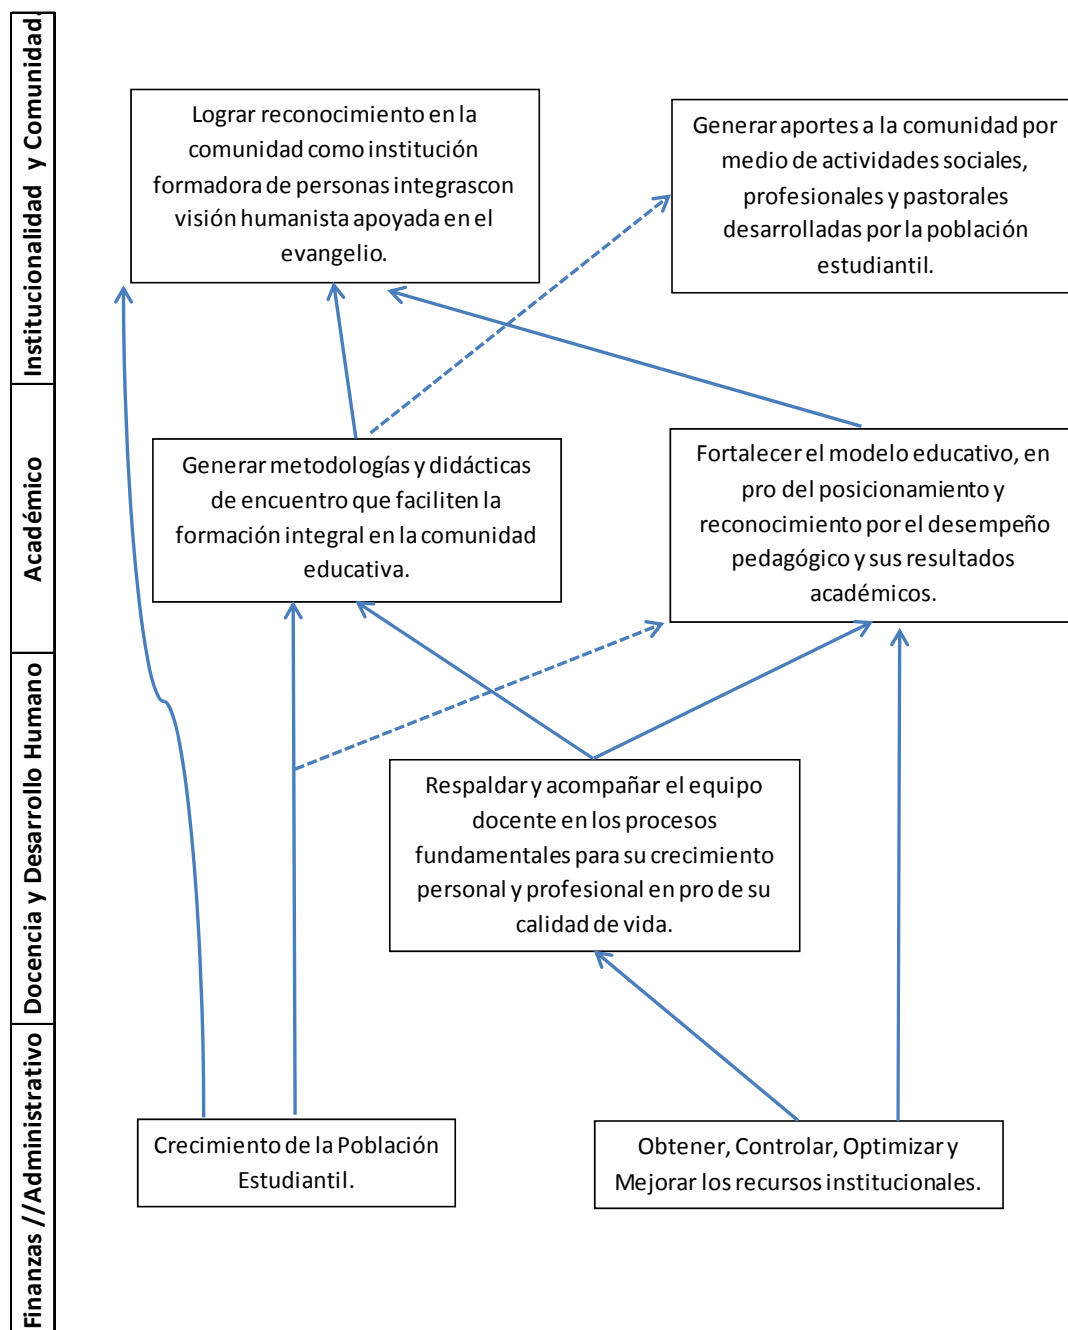 Institucionalidad y Comunidad.
Lograr reconocimiento en la
comunidad como institución
formadora de personas integrascon
visión humanista apoyada en el
evangelio.
Generar aportes a la comunidad por
medio de actividades sociales,
profesionales y pastorales
desarrolladas por la población
estudiantil.
Académico
Generar metodologías y didácticas
de encuentro que faciliten la
formación integral en la comunidad
educativa.
Fortalecer el modelo educativo, en
pro del posicionamiento y
reconocimiento por el desempeño
pedagógico y sus resultados
académicos.
Docencia y Desarrollo Humano
Respaldar y acompañar el equipo
docente en los procesos
fundamentales para su crecimiento
personal y profesional en pro de su
calidad de vida.
Finanzas //Administrativo
Crecimiento de la Población
Estudiantil.
Obtener, Controlar, Optimizar y
Mejorar los recursos institucionales.